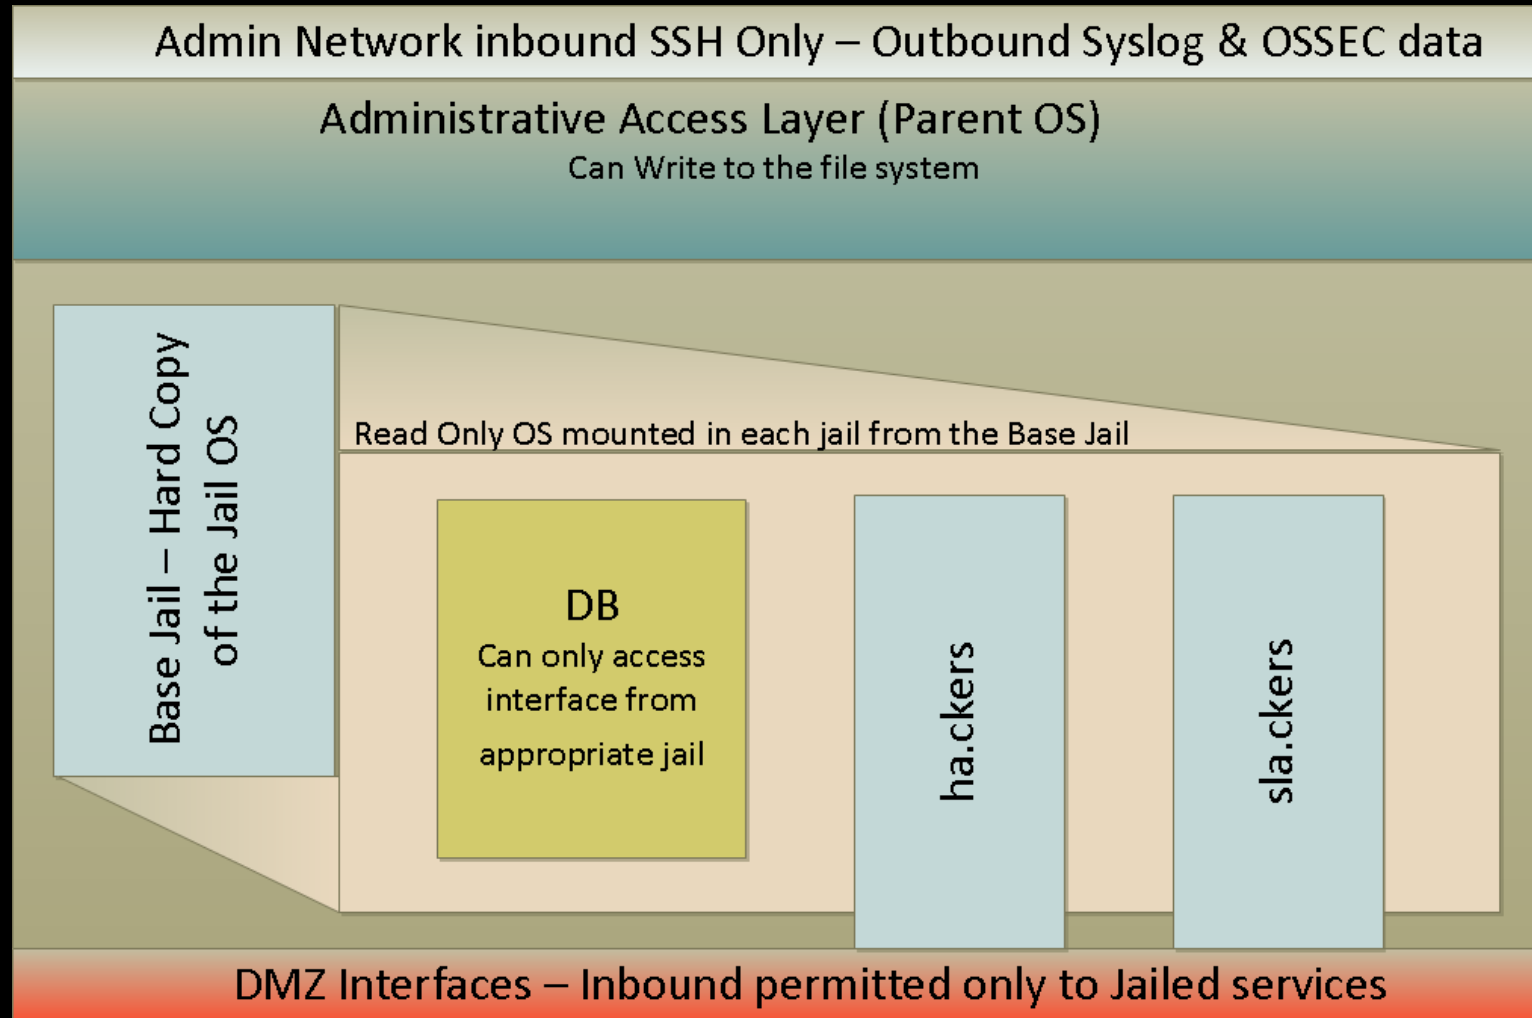 Admin Network inbound SSH Only – Outbound Syslog & OSSEC data
Administrative Access Layer (Parent OS)
Can Write to the file system
Base Jail – Hard Copy
of the Jail OS
Read Only OS mounted in each jail from the Base Jail
DB
Can only access
interface from
appropriate jail
ha.ckers
sla.ckers
DMZ Interfaces – Inbound permitted only to Jailed services